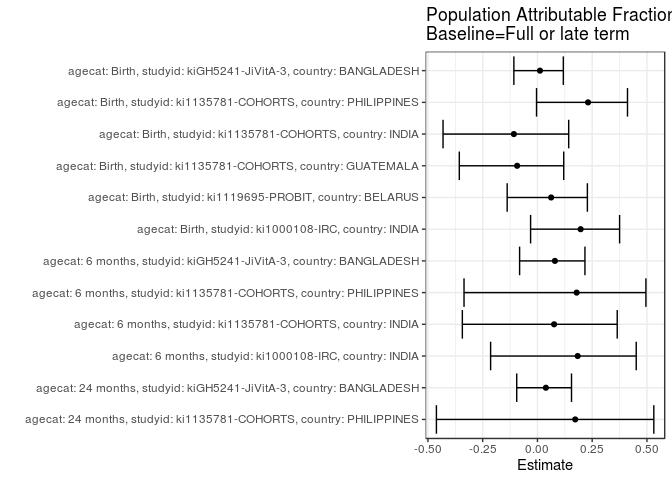 Population Attributable Fraction
Baseline=Full or late term
agecat: Birth, studyid: kiGH5241-JiVitA-3, country: BANGLADESH
agecat: Birth, studyid: ki1135781-COHORTS, country: PHILIPPINES
agecat: Birth, studyid: ki1135781-COHORTS, country: INDIA
agecat: Birth, studyid: ki1135781-COHORTS, country: GUATEMALA
agecat: Birth, studyid: ki1119695-PROBIT, country: BELARUS
agecat: Birth, studyid: ki1000108-IRC, country: INDIA
agecat: 6 months, studyid: kiGH5241-JiVitA-3, country: BANGLADESH
agecat: 6 months, studyid: ki1135781-COHORTS, country: PHILIPPINES
agecat: 6 months, studyid: ki1135781-COHORTS, country: INDIA
agecat: 6 months, studyid: ki1000108-IRC, country: INDIA
agecat: 24 months, studyid: kiGH5241-JiVitA-3, country: BANGLADESH
agecat: 24 months, studyid: ki1135781-COHORTS, country: PHILIPPINES
-0.50 -0.25 0.00 0.25 0.50
Estimate